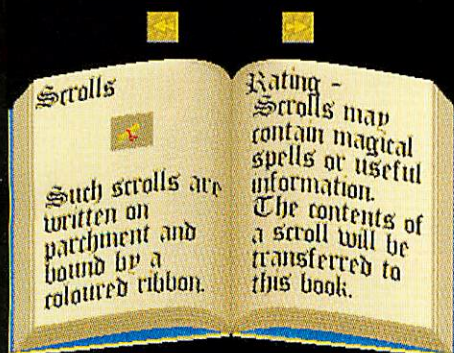 Scrolls
Such scrolls are
written on
parchment and
bound by a
coloured ribbon.
Rating -
Scrolls may
contain magical
spells or useful
information.
The contents of
a scroll will be
transferred to
this book.